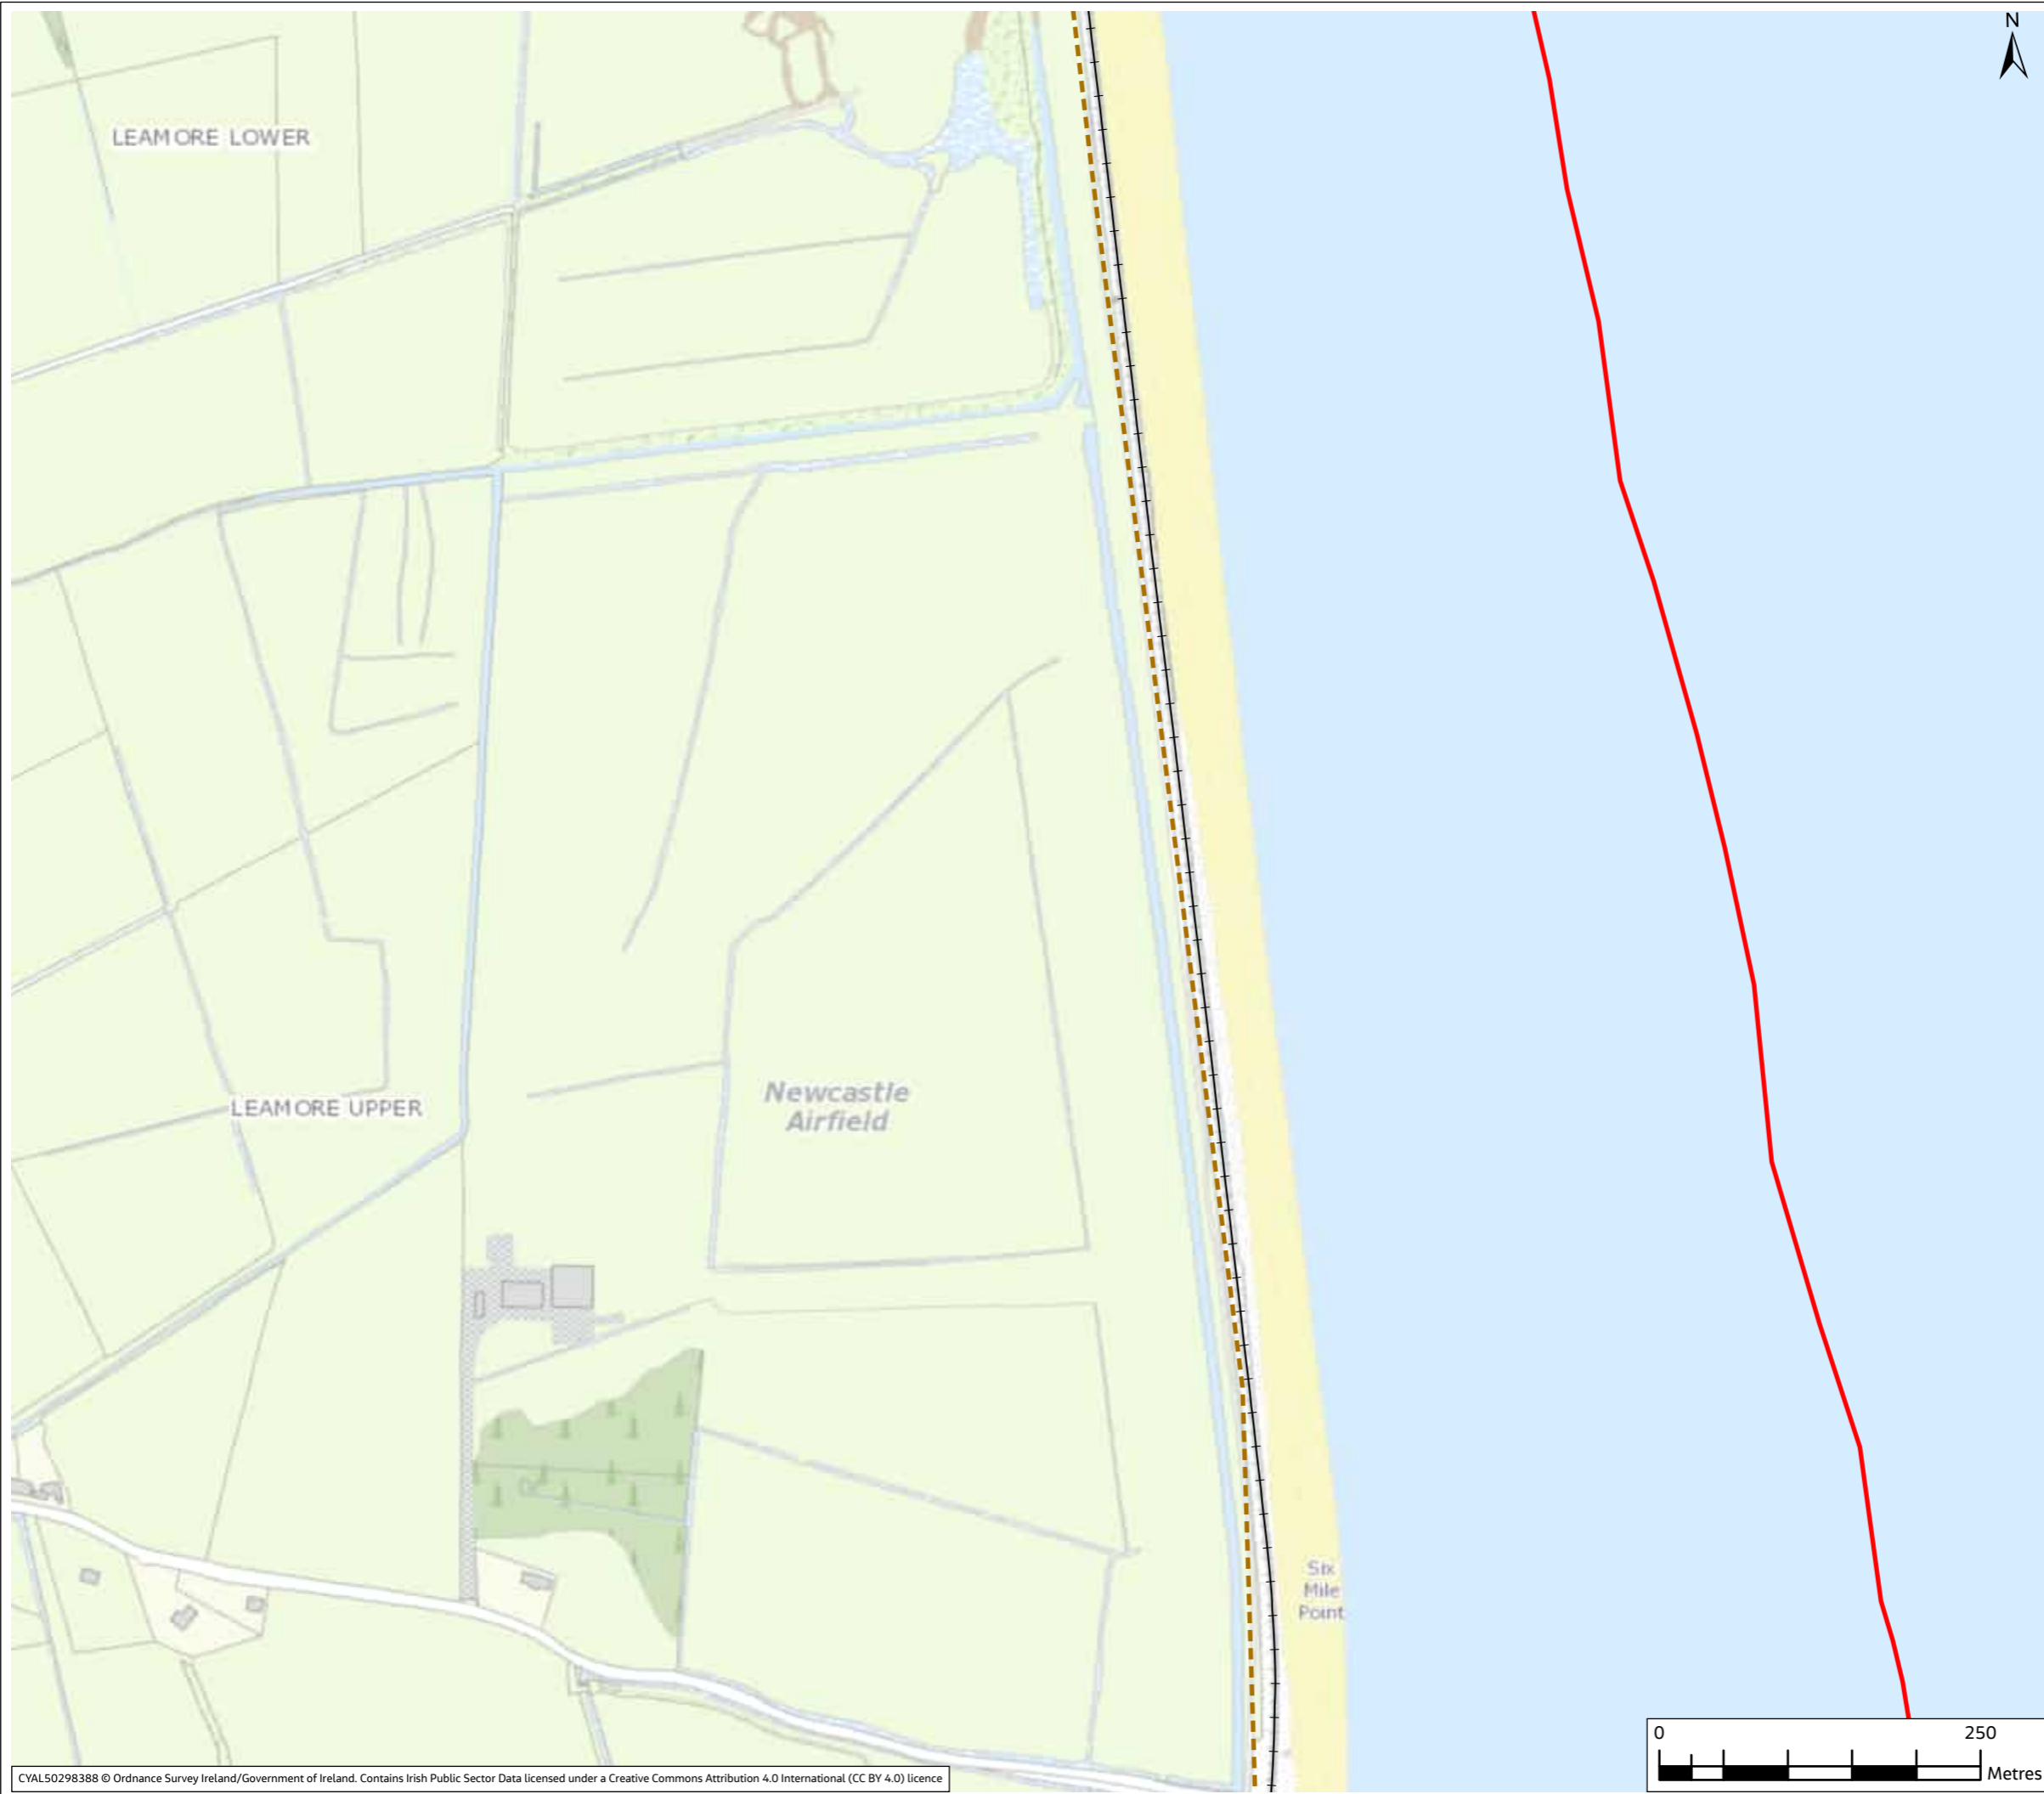 N
LEAMORE LOWER
Newcastle
Airfield
LEAMORE UPPER
Six
Mile
Point
0 250
Metres
CYAL50298388 © Ordnance Survey Ireland/Government of Ireland. Contains Irish Public Sector Data licensed under a Creative Commons Attribution 4.0 International (CC BY 4.0) licence